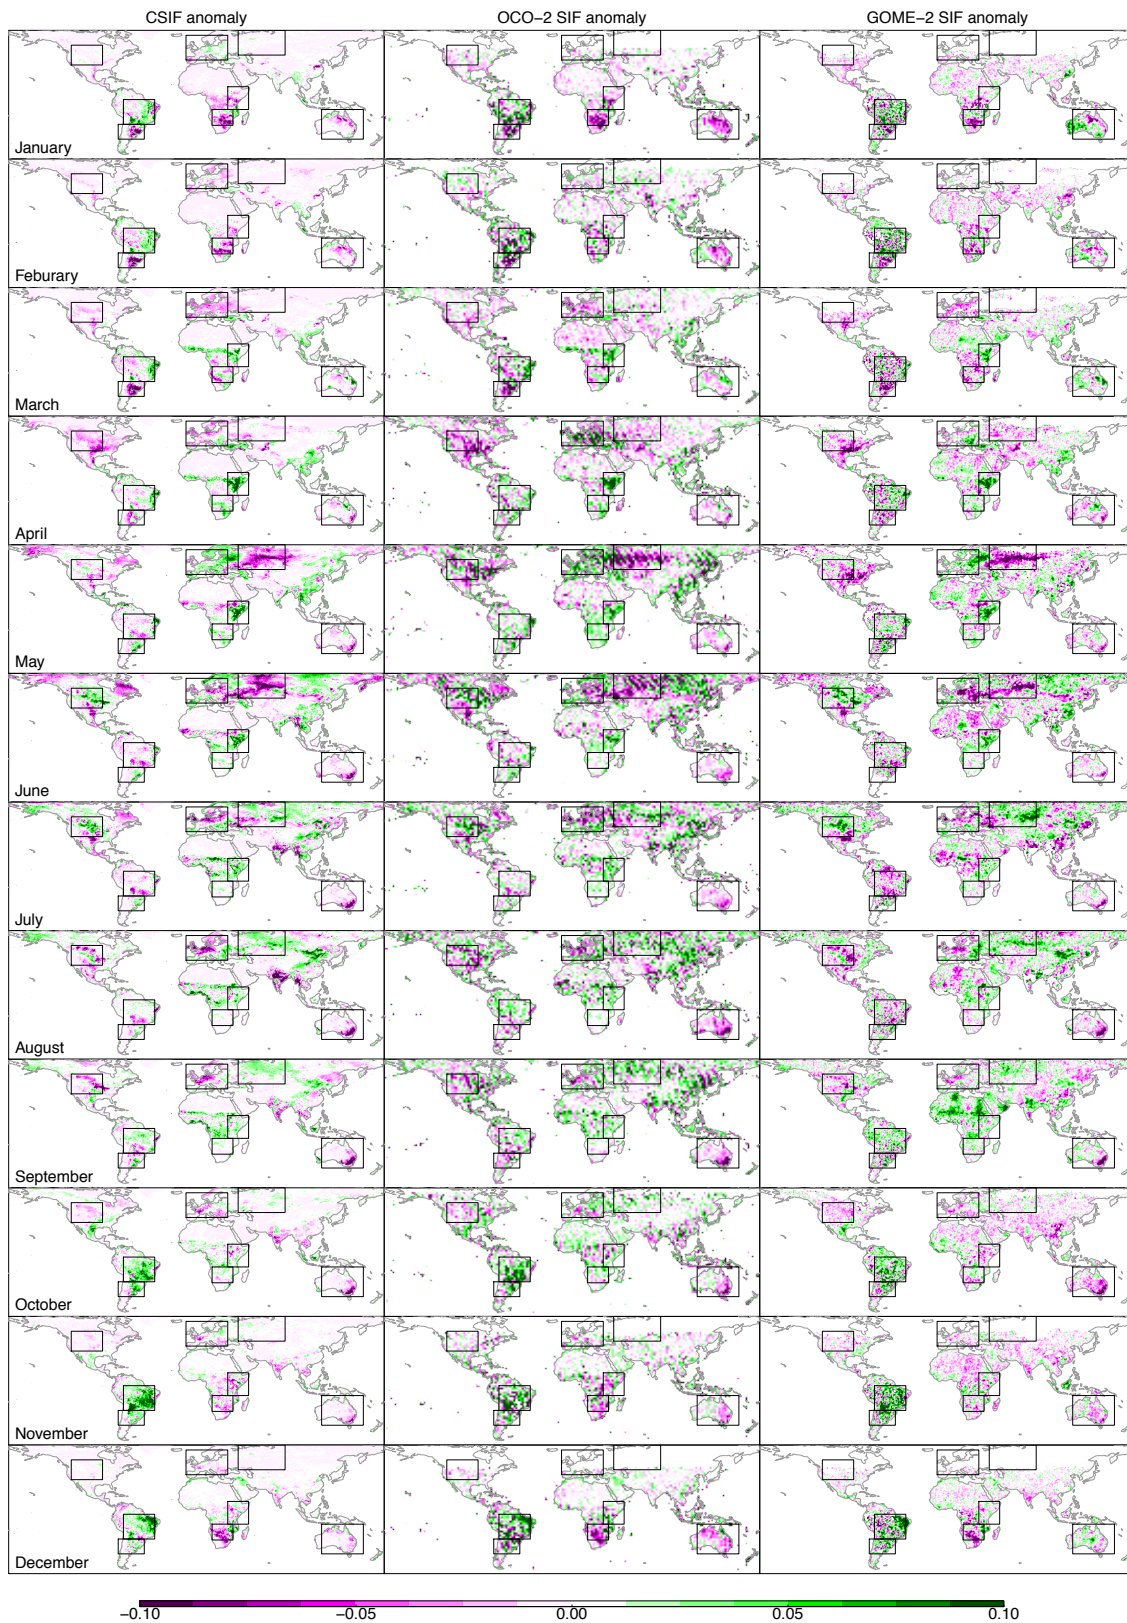 CSIF anomaly OCO−2 SIF anomaly GOME−2 SIF anomaly
January
Feburary
March
April
May
June
July
August
September
October
November
December
−0.10 −0.05 0.00 0.05 0.10